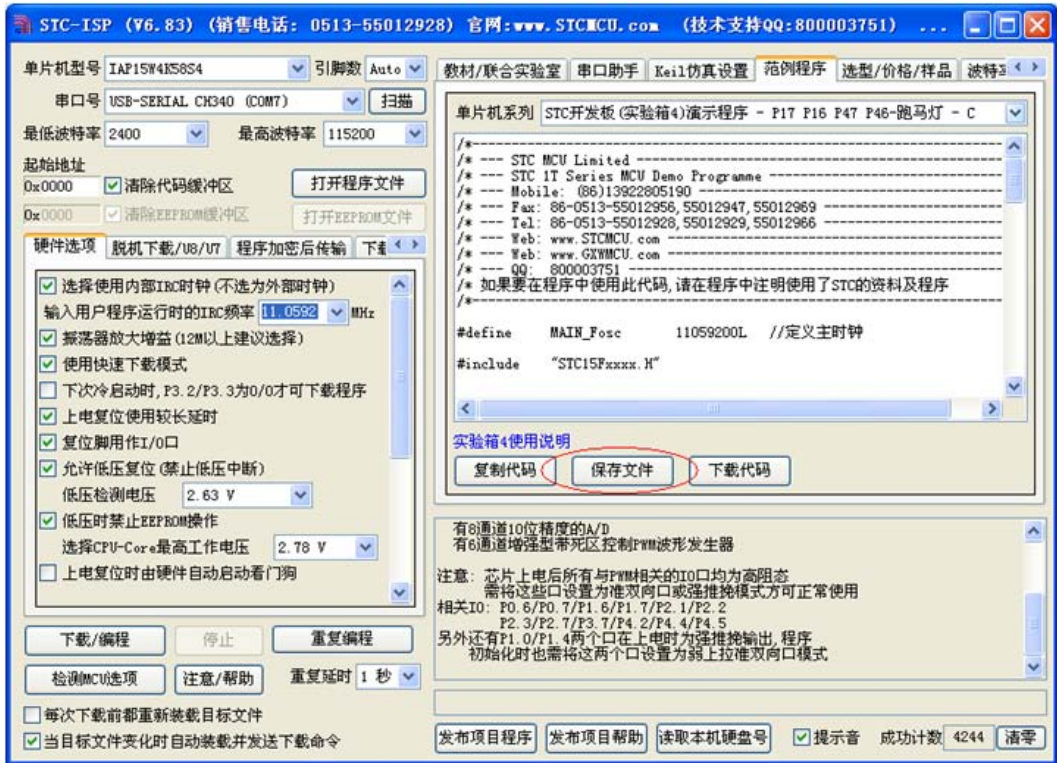 STC-ISP (V6.83) (销售电话: 0513-55012928) 官网:www.STCMCU.com (技术支持QQ:800003751) ...
单片机型号 IAP15W4K58S4 引脚数 Auto
串口号 USB-SERIAL CH340 (COM7) 扫描
最低波特率 2400 最高波特率 115200
起始地址
0x0000 清除代码缓冲区 打开程序文件
0x0000 清除EEPROM缓冲区 打开EEPROM文件
硬件选项 脱机下载/U8/U7 程序加密后传输 下载
选择使用内部IRC时钟(不选为外部时钟)
输入用户程序运行时的IRC频率 11.0592 MHz
振荡器放大增益(12M以上建议选择)
使用快速下载模式
下次冷启动时,P3.2/P3.3为0/0才可下载程序
上电复位使用较长延时
复位脚用作I/O口
允许低压复位(禁止低压中断)
低压检测电压 2.63 V
低压时禁止EEPROM操作
选择CPU-Core最高工作电压 2.78 V
上电复位时由硬件自动启动看门狗
下载/编程 停止 重复编程
检测MCU选项 注意/帮助 重复延时 1 秒
每次下载前都重新装载目标文件
当目标文件变化时自动装载并发送下载命令
教材/联合实验室 串口助手 Keil仿真设置 范例程序 选型/价格/样品 波特率
单片机系列 STC开发板(实验箱4)演示程序 - P17 P16 P47 P46-跑马灯 - C
/*---------------------------------------------------------------------
/* --- STC MCU Limited ------------------------------------------------
/* --- STC 1T Series MCU Demo Programme -------------------------------
/* --- Mobile: (86)13922805190 ----------------------------------------
/* --- Fax: 86-0513-55012956,55012947,55012969 ------------------------
/* --- Tel: 86-0513-55012928,55012929,55012966 ------------------------
/* --- Web: www.STCMCU.com --------------------------------------------
/* --- Web: www.GXWMCU.com --------------------------------------------
/* --- QQ: 800003751 --------------------------------------------------
/* 如果要在程序中使用此代码,请在程序中注明使用了STC的资料及程序
/*---------------------------------------------------------------------
#define MAIN_Fosc 11059200L //定义主时钟
#include "STC15Fxxxx.H"
实验箱4使用说明
复制代码 保存文件 下载代码
有8通道10位精度的A/D
有6通道增强型带死区控制PWM波形发生器
注意: 芯片上电后所有与PWM相关的IO口均为高阻态
需将这些口设置为准双向口或强推挽模式方可正常使用
相关IO: P0.6/P0.7/P1.6/P1.7/P2.1/P2.2
P2.3/P2.7/P3.7/P4.2/P4.4/P4.5
另外还有P1.0/P1.4两个口在上电时为强推挽输出,程序
初始化时也需将这两个口设置为弱上拉准双向口模式
发布项目程序 发布项目帮助 读取本机硬盘号 提示音 成功计数 4244 清零